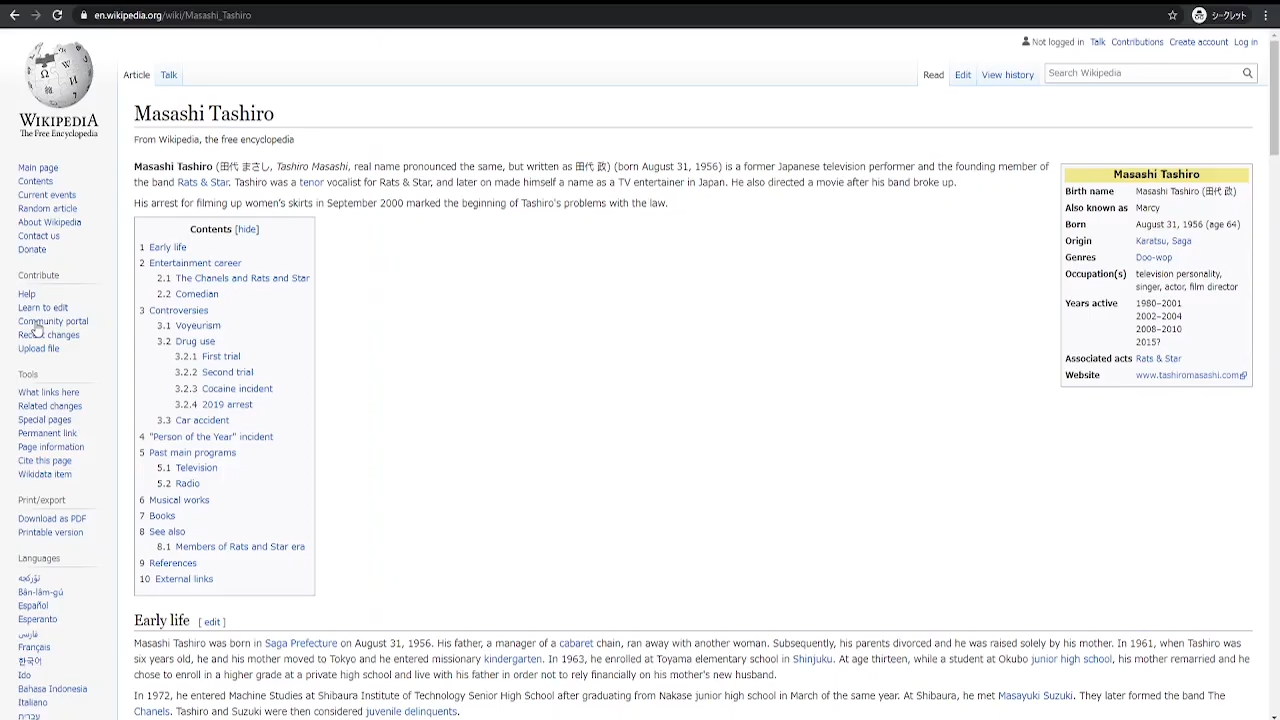 en.wikipedia.org/wiki/Masashi_Tashiro
シークレット
Not logged in Talk Contributions Create account Log in
Article Talk
Read Edit View history
Search Wikipedia
WIKIPEDIA
The Free Encyclopedia
Main page
Contents
Current events
Random article
About Wikipedia
Contact us
Donate
Contribute
Help
Learn to edit
Community portal
Recent changes
Upload file
Tools
What links here
Related changes
Special pages
Permanent link
Page information
Cite this page
Wikidata item
Print/export
Download as PDF
Printable version
Languages
Bân-lâm-gú
Español
Esperanto
فارسی
Français
한국어
Ido
Bahasa Indonesia
Italiano
עברית
Masashi Tashiro
From Wikipedia, the free encyclopedia
Masashi Tashiro (田代 まさし, Tashiro Masashi, real name pronounced the same, but written as 田代 政) (born August 31, 1956) is a former Japanese television performer and the founding member of
the band Rats & Star. Tashiro was a tenor vocalist for Rats & Star, and later on made himself a name as a TV entertainer in Japan. He also directed a movie after his band broke up.
His arrest for filming up women's skirts in September 2000 marked the beginning of Tashiro's problems with the law.
Contents [hide]
1 Early life
2 Entertainment career
2.1 The Chanels and Rats and Star
2.2 Comedian
3 Controversies
3.1 Voyeurism
3.2 Drug use
3.2.1 First trial
3.2.2 Second trial
3.2.3 Cocaine incident
3.2.4 2019 arrest
3.3 Car accident
4 "Person of the Year" incident
5 Past main programs
5.1 Television
5.2 Radio
6 Musical works
7 Books
8 See also
8.1 Members of Rats and Star era
9 References
10 External links
Masashi Tashiro
Birth name Masashi Tashiro (田代 政)
Also known as Marcy
Born August 31, 1956 (age 64)
Origin Karatsu, Saga
Genres Doo-wop
Occupation(s) television personality,
singer, actor, film director
Years active 1980–2001
2002–2004
2008–2010
2015?
Associated acts Rats & Star
Website www.tashiromasashi.com
Early life [ edit ]
Masashi Tashiro was born in Saga Prefecture on August 31, 1956. His father, a manager of a cabaret chain, ran away with another woman. Subsequently, his parents divorced and he was raised solely by his mother. In 1961, when Tashiro was
six years old, he and his mother moved to Tokyo and he entered missionary kindergarten. In 1963, he enrolled at Toyama elementary school in Shinjuku. At age thirteen, while a student at Okubo junior high school, his mother remarried and he
chose to enroll in a higher grade at a private high school and live with his father in order not to rely financially on his mother's new husband.
In 1972, he entered Machine Studies at Shibaura Institute of Technology Senior High School after graduating from Nakase junior high school in March of the same year. At Shibaura, he met Masayuki Suzuki. They later formed the band The
Chanels. Tashiro and Suzuki were then considered juvenile delinquents.